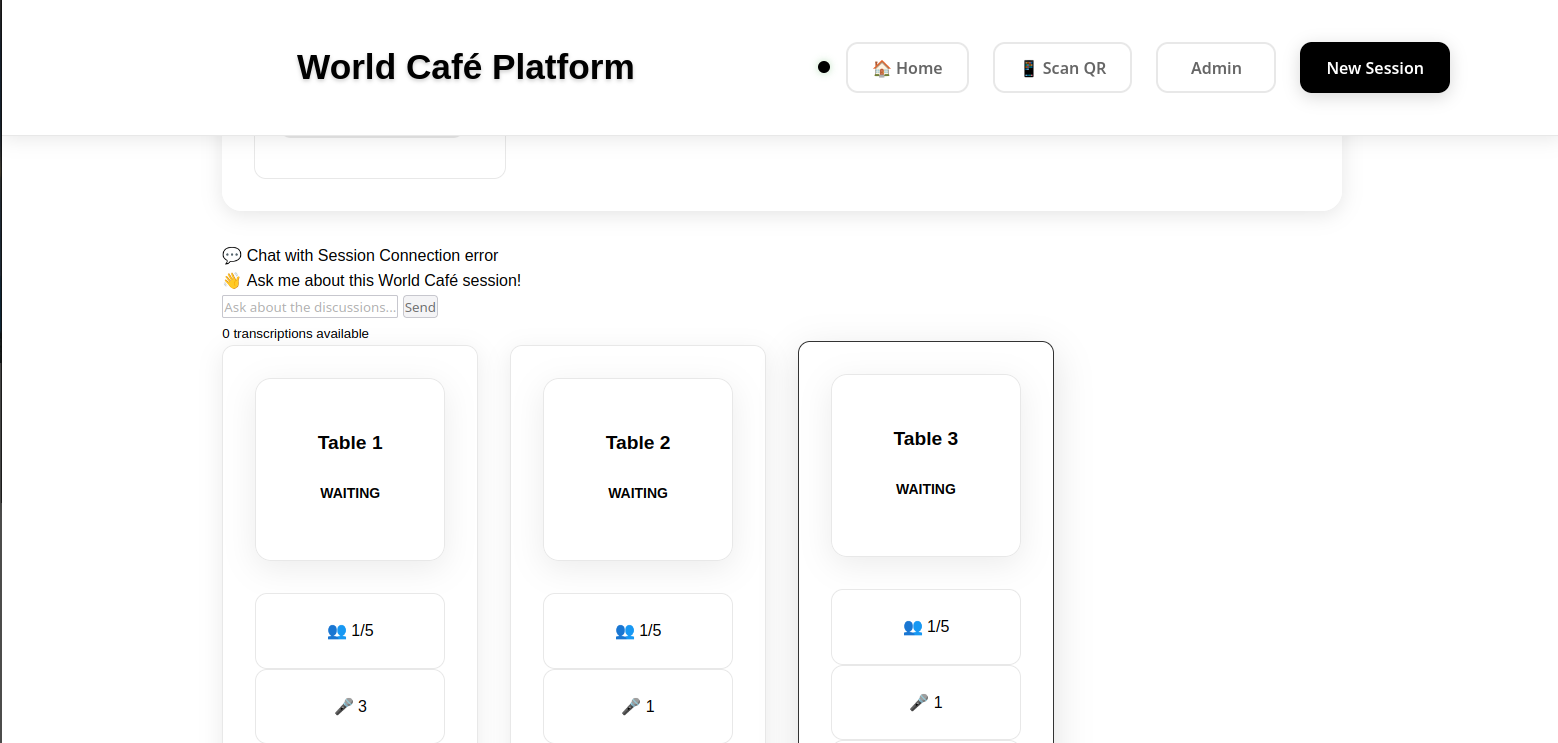 World Café Platform
🏠 Home
📱 Scan QR
Admin
New Session
💬 Chat with Session Connection error
👋 Ask me about this World Café session!
Ask about the discussions... Send
0 transcriptions available
Table 1
WAITING
👥 1/5
🎤 3
Table 2
WAITING
👥 1/5
🎤 1
Table 3
WAITING
👥 1/5
🎤 1